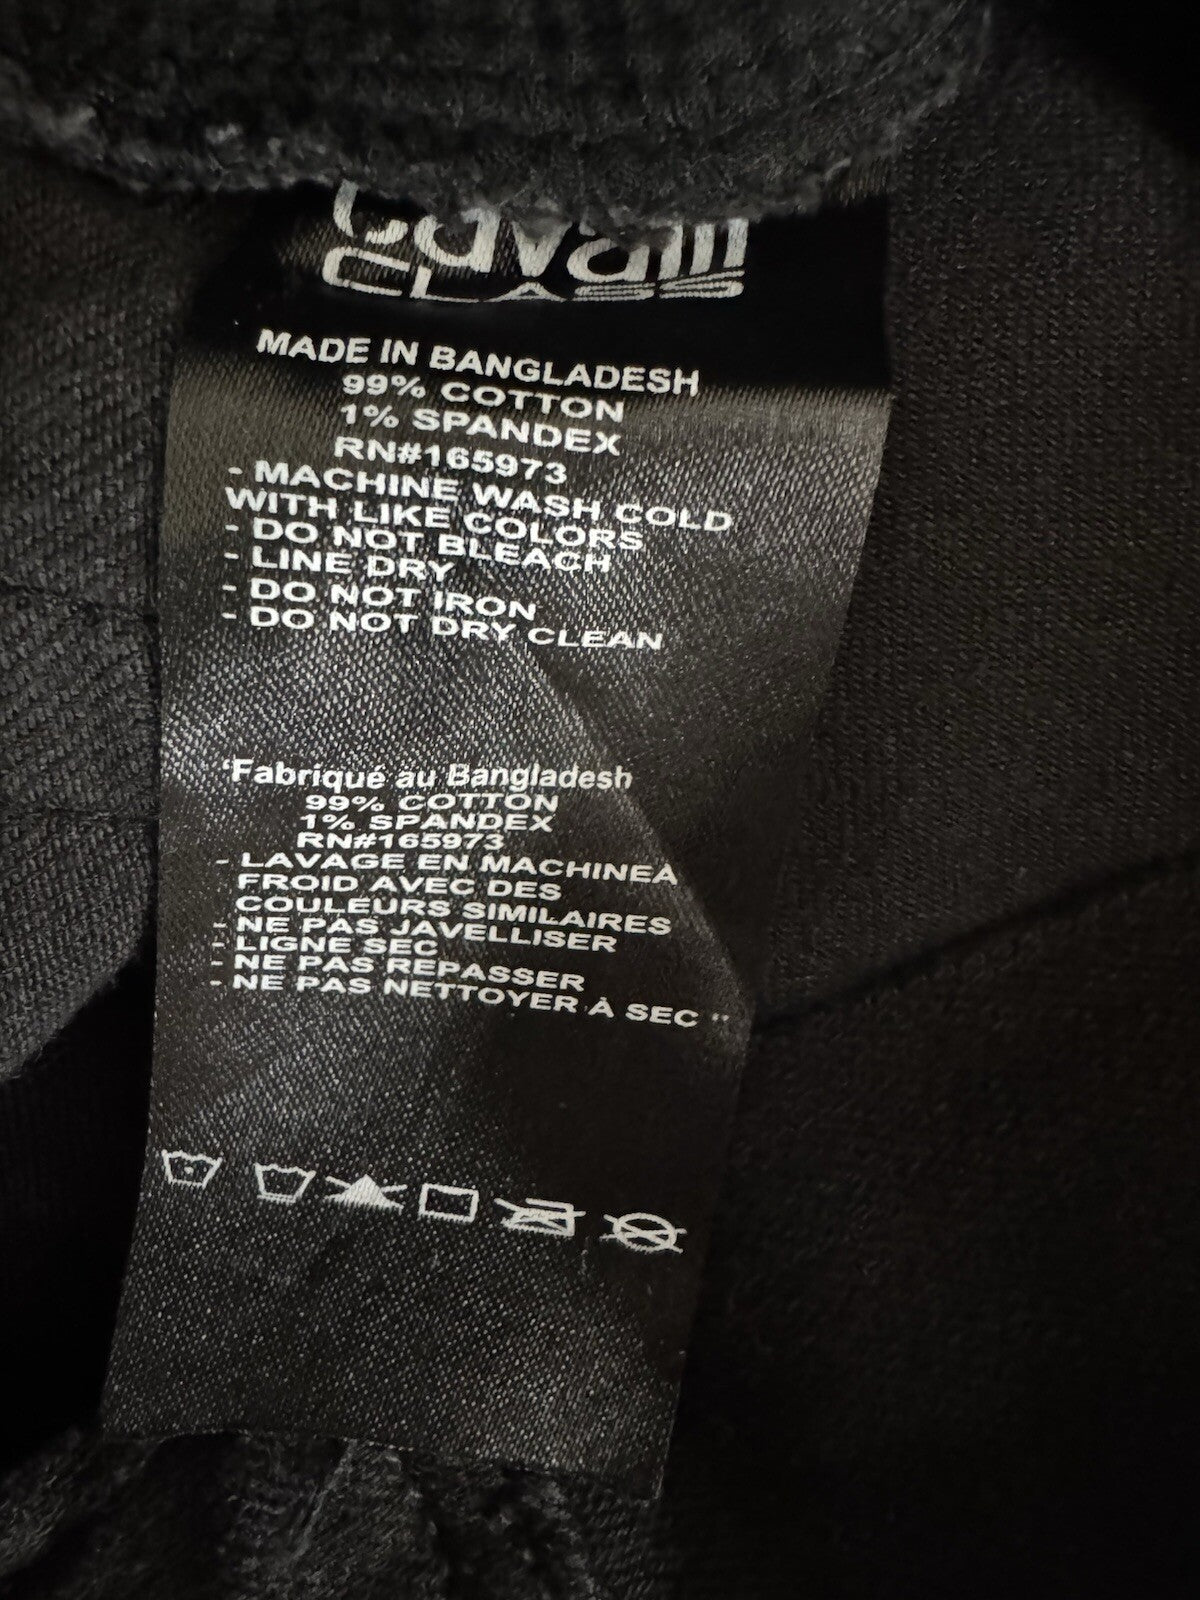 Cavalli
CLASS
MADE IN BANGLADESH
99% COTTON
1% SPANDEX
RN#165973
- MACHINE WASH COLD
WITH LIKE COLORS
- DO NOT BLEACH
- LINE DRY
- DO NOT IRON
- DO NOT DRY CLEAN
‘Fabriqué au Bangladesh
99% COTTON
1% SPANDEX
RN#165973
- LAVAGE EN MACHINEA
FROID AVEC DES
COULEURS SIMILAIRES
- NE PAS JAVELLISER
- LIGNE SEC
- NE PAS REPASSER
- NE PAS NETTOYER À SEC "